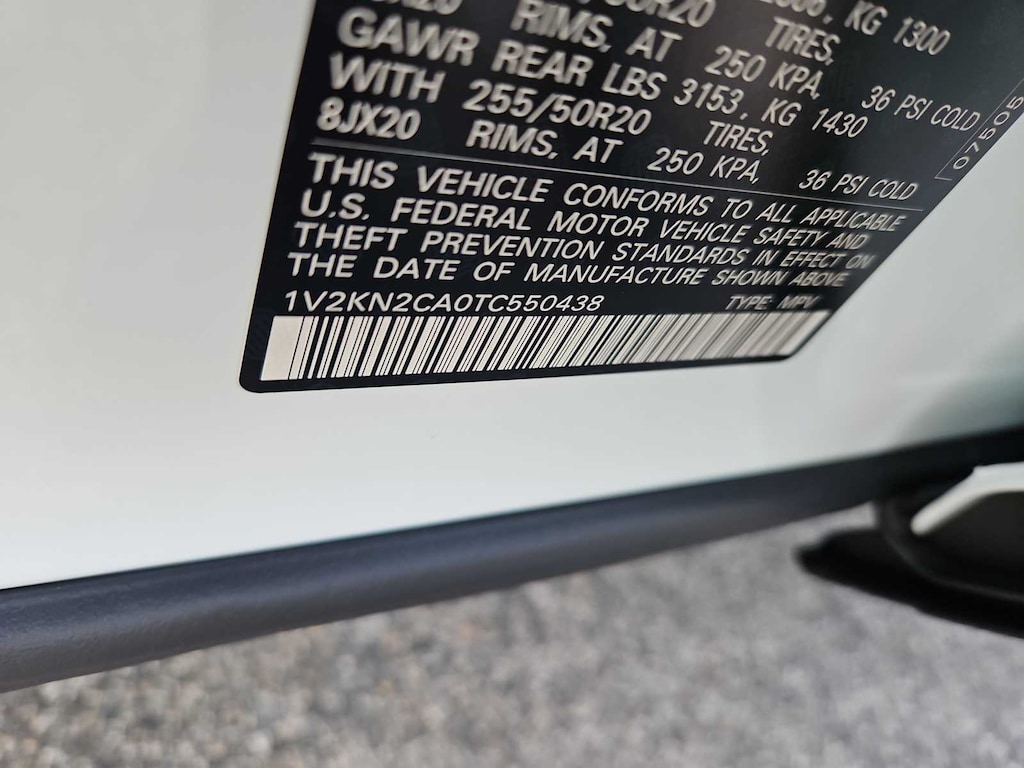 KG 1300
50R20 TIRES,
RIMS, AT 250 KPA, 36 PSI COLD
GAWR REAR LBS 3153, KG 1430
WITH 255/50R20 TIRES,
8JX20 RIMS, AT 250 KPA, 36 PSI COLD
THIS VEHICLE CONFORMS TO ALL APPLICABLE
U.S. FEDERAL MOTOR VEHICLE SAFETY AND
THEFT PREVENTION STANDARDS IN EFFECT ON
THE DATE OF MANUFACTURE SHOWN ABOVE
1V2KN2CA0TC550438 TYPE: MPV
07505